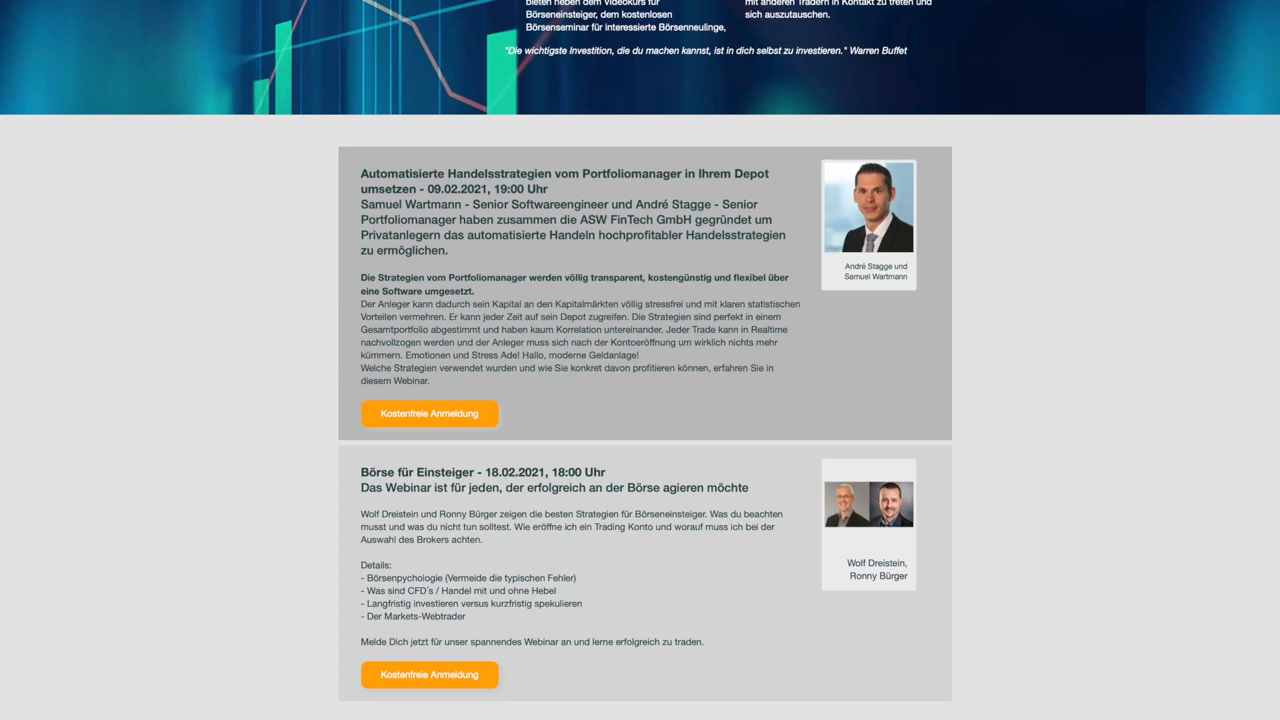 bieten neben dem Videokurs für
Börseneinsteiger, dem kostenlosen
Börsenseminar für interessierte Börsenneulinge,
mit anderen Tradern in Kontakt zu treten und
sich auszutauschen.
"Die wichtigste Investition, die du machen kannst, ist in dich selbst zu investieren." Warren Buffet
Automatisierte Handelsstrategien vom Portfoliomanager in Ihrem Depot
umsetzen - 09.02.2021, 19:00 Uhr
Samuel Wartmann - Senior Softwareengineer und André Stagge - Senior
Portfoliomanager haben zusammen die ASW FinTech GmbH gegründet um
Privatanlegern das automatisierte Handeln hochprofitabler Handelsstrategien
zu ermöglichen.
Die Strategien vom Portfoliomanager werden völlig transparent, kostengünstig und flexibel über
eine Software umgesetzt.
Der Anleger kann dadurch sein Kapital an den Kapitalmärkten völlig stressfrei und mit klaren statistischen
Vorteilen vermehren. Er kann jeder Zeit auf sein Depot zugreifen. Die Strategien sind perfekt in einem
Gesamtportfolio abgestimmt und haben kaum Korrelation untereinander. Jeder Trade kann in Realtime
nachvollzogen werden und der Anleger muss sich nach der Kontoeröffnung um wirklich nichts mehr
kümmern. Emotionen und Stress Ade! Hallo, moderne Geldanlage!
Welche Strategien verwendet wurden und wie Sie konkret davon profitieren können, erfahren Sie in
diesem Webinar.
Kostenfreie Anmeldung
André Stagge und
Samuel Wartmann
Börse für Einsteiger - 18.02.2021, 18:00 Uhr
Das Webinar ist für jeden, der erfolgreich an der Börse agieren möchte
Wolf Dreistein und Ronny Bürger zeigen die besten Strategien für Börseneinsteiger. Was du beachten
musst und was du nicht tun solltest. Wie eröffne ich ein Trading Konto und worauf muss ich bei der
Auswahl des Brokers achten.
Details:
- Börsenpychologie (Vermeide die typischen Fehler)
- Was sind CFD´s / Handel mit und ohne Hebel
- Langfristig investieren versus kurzfristig spekulieren
- Der Markets-Webtrader
Melde Dich jetzt für unser spannendes Webinar an und lerne erfolgreich zu traden.
Kostenfreie Anmeldung
Wolf Dreistein,
Ronny Bürger